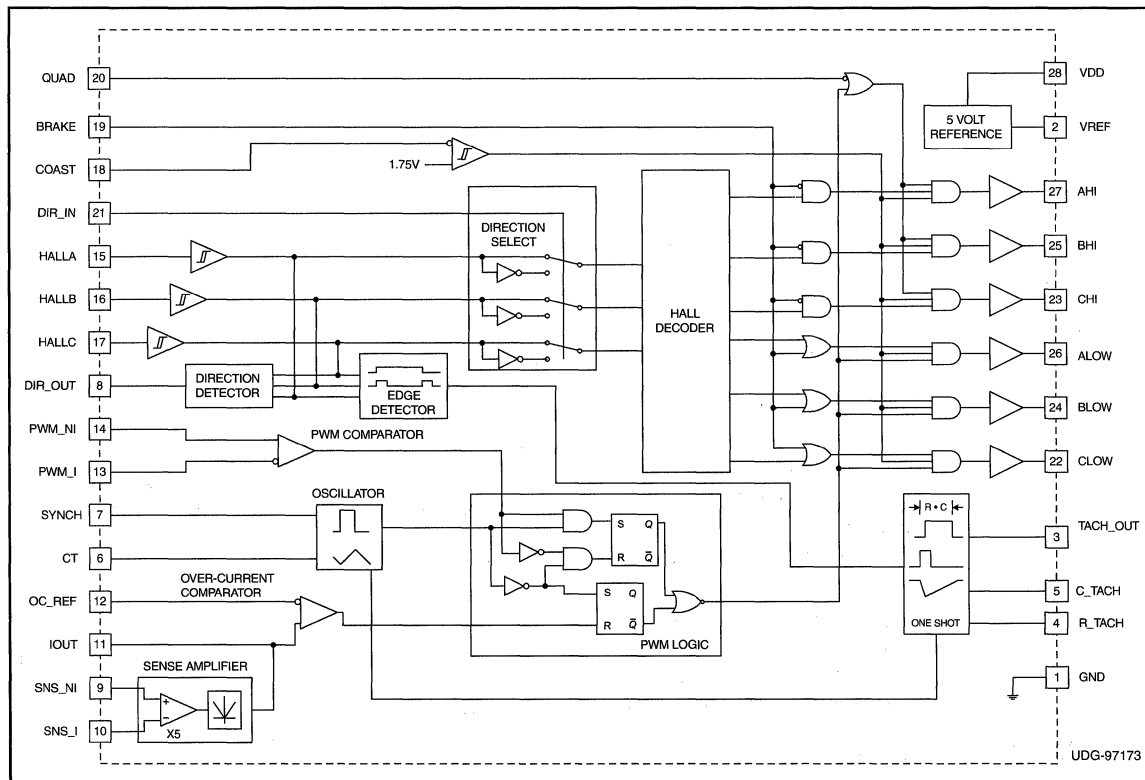 QUAD 20
BRAKE 19
COAST 18
DIR_IN 21
HALLA 15
HALLB 16
HALLC 17
DIR_OUT 8
PWM_NI 14
PWM_I 13
SYNCH 7
CT 6
OC_REF 12
IOUT 11
SNS_NI 9
SNS_I 10
1.75V
DIRECTION
SELECT
HALL
DECODER
DIRECTION
DETECTOR
EDGE
DETECTOR
PWM COMPARATOR
OSCILLATOR
OVER-CURRENT
COMPARATOR
SENSE AMPLIFIER
+
−
X5
S Q
R Q̅
S Q
R Q̅
PWM LOGIC
5 VOLT
REFERENCE
R • C
ONE SHOT
28 VDD
2 VREF
27 AHI
25 BHI
23 CHI
26 ALOW
24 BLOW
22 CLOW
3 TACH_OUT
5 C_TACH
4 R_TACH
1 GND
UDG-97173